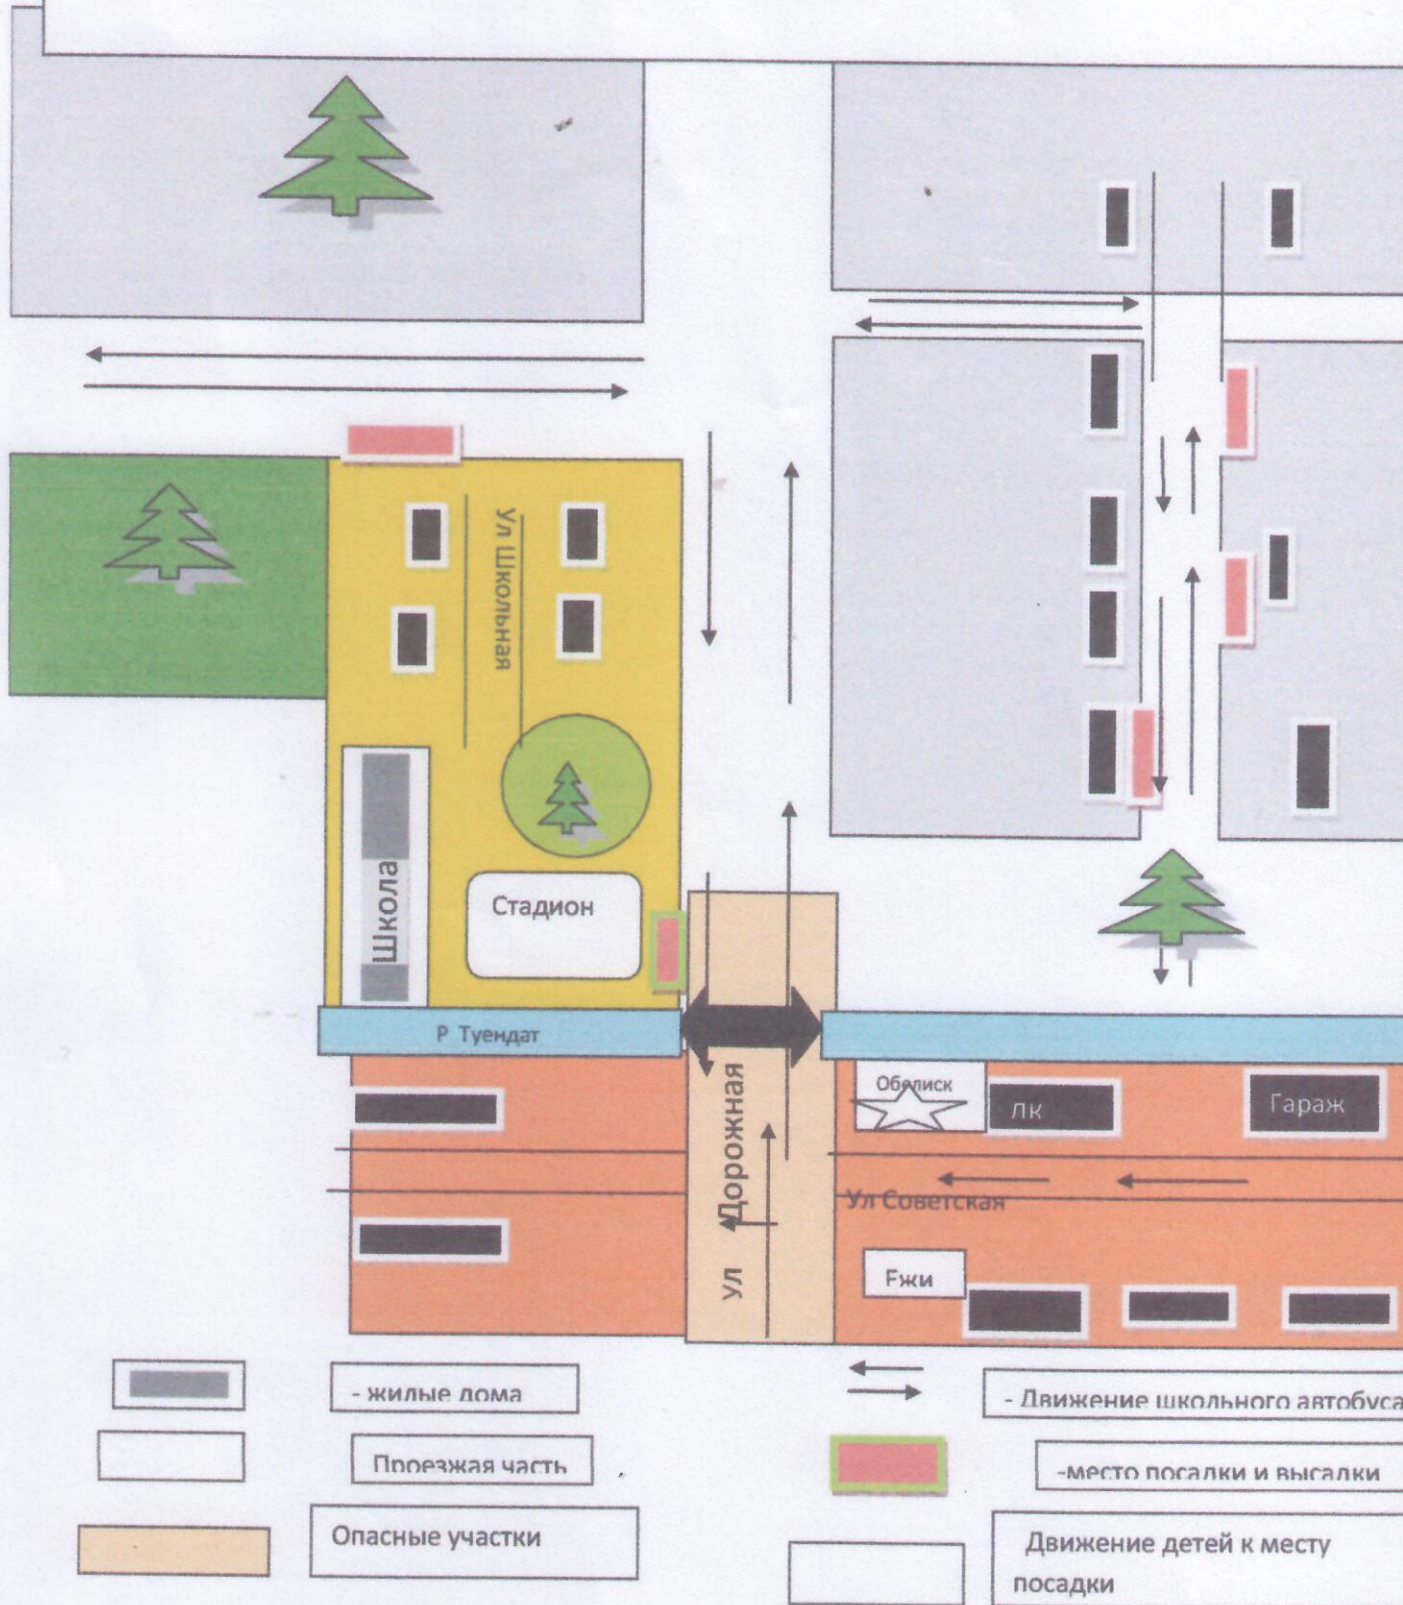 Ул Школьная
Школа
Стадион
Р Туендат
Ул Дорожная
Обелиск
Гараж
Ул Советская
- жилые дома
Проезжая часть
Опасные участки
- Движение школьного автобуса
-место посадки и высадки
Движение детей к месту
посадки